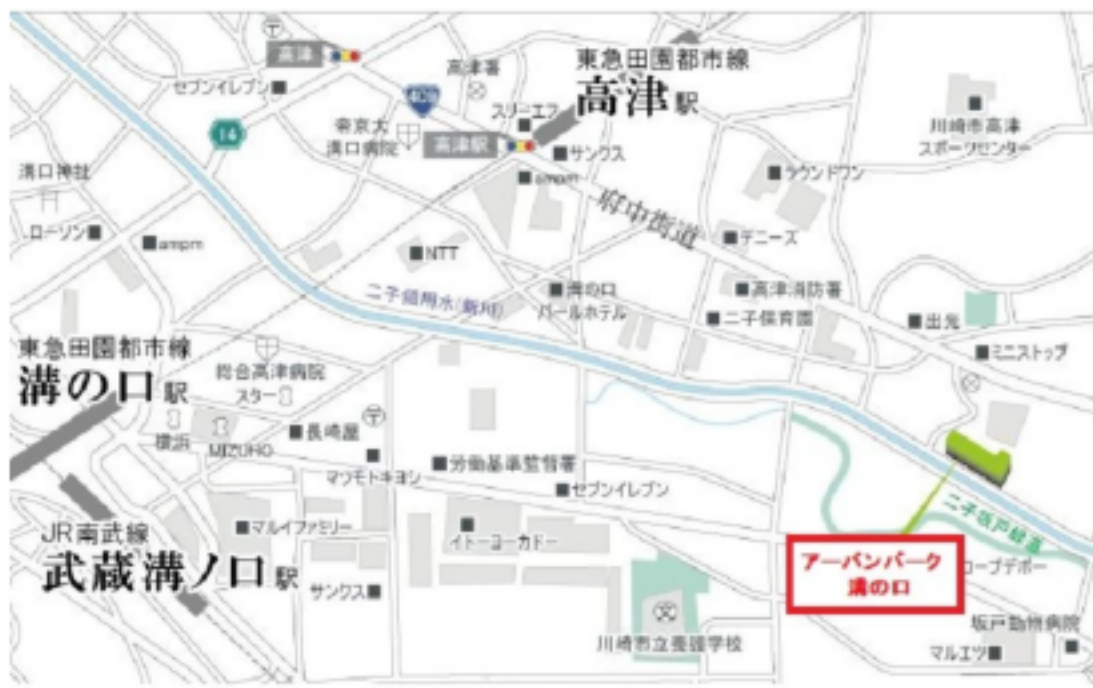 高津
セブンイレブン
高津署
409
14
帝京大
溝口病院
スリーエフ
高津駅
東急田園都市線
高津駅
サンクス
ampm
川崎市高津
スポーツセンター
ラウンドワン
溝口神社
ローソン
ampm
府中街道
NTT
デニーズ
二子領用水(新川)
溝の口
パールホテル
高津消防署
二子保育園
出光
ミニストップ
東急田園都市線
溝の口駅
総合高津病院
スター
横浜
MIZUHO
長崎屋
マツモトキヨシ
労働基準監督署
セブンイレブン
JR南武線
武蔵溝ノ口駅
マルイファミリー
イトーヨーカドー
サンクス
二子坂戸緑道
アーバンパーク
溝の口
コープデポー
川崎市立養護学校
坂戸動物病院
マルエツ